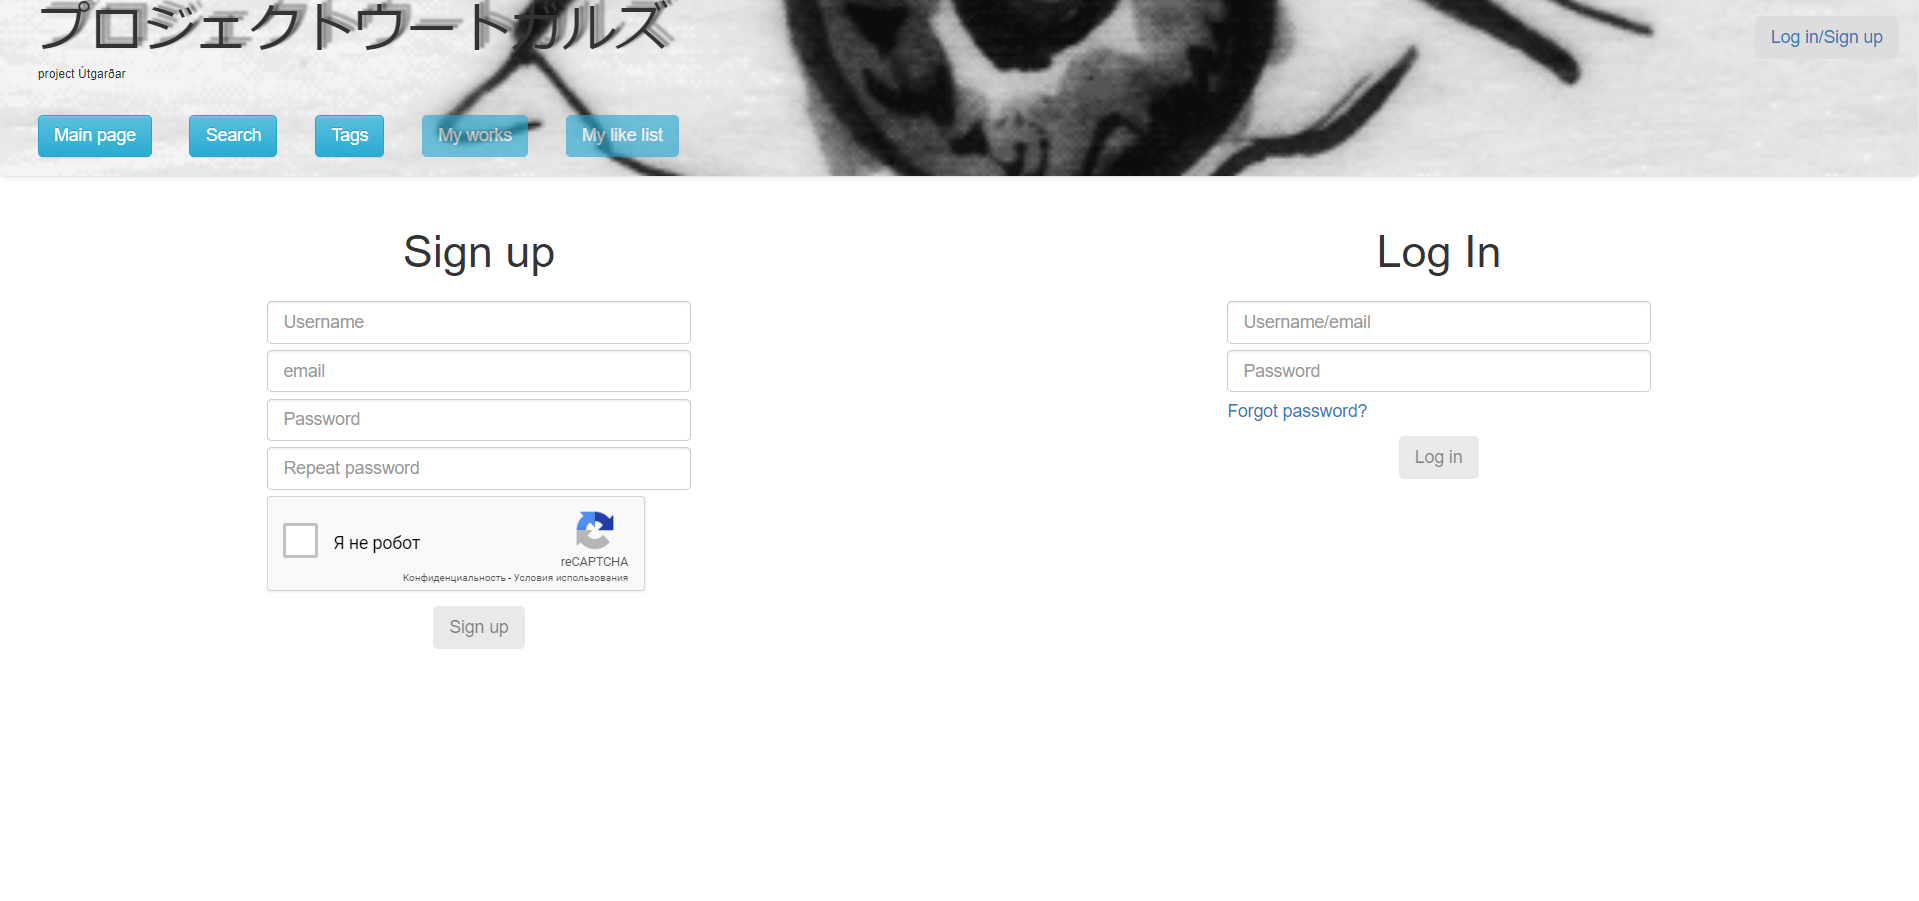 プロジェクトウートガルズ
Log in/Sign up
project Útgarðar
Main page Search Tags My works My like list
Sign up
Username
email
Password
Repeat password
Я не робот
reCAPTCHA
Конфиденциальность - Условия использования
Sign up
Log In
Username/email
Password
Forgot password?
Log in